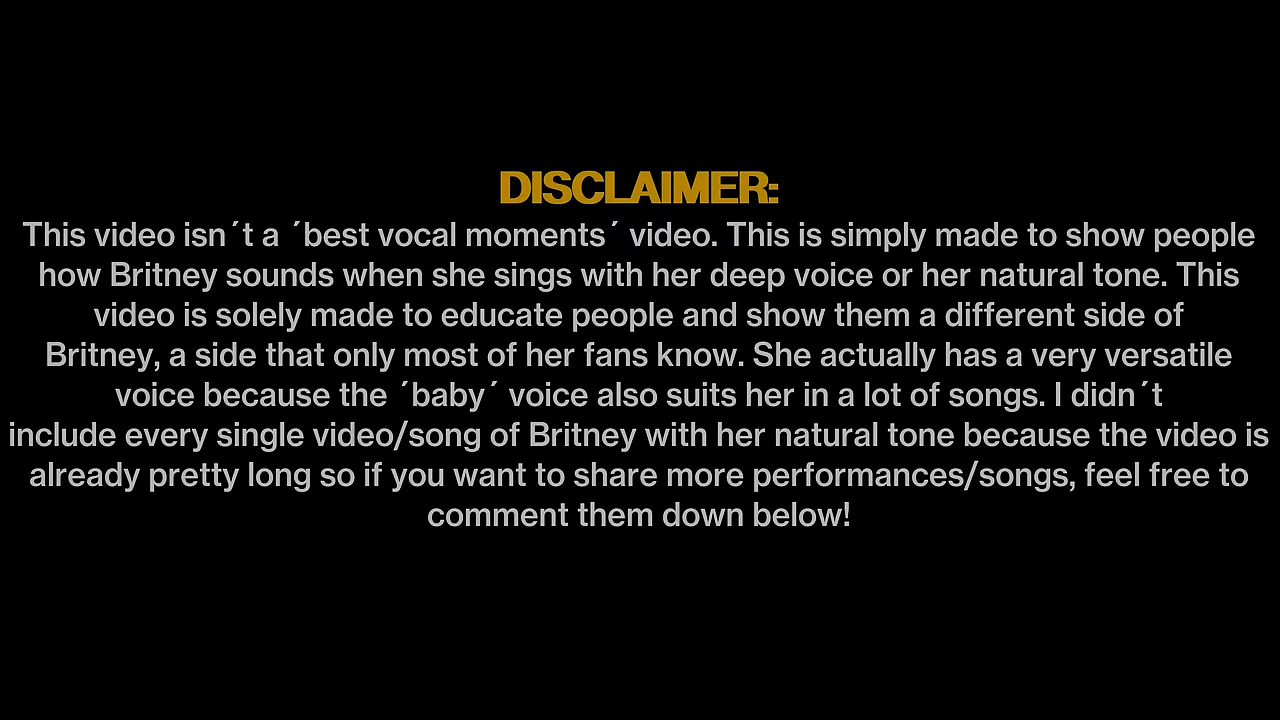 DISCLAIMER:
This video isn´t a ´best vocal moments´ video. This is simply made to show people
how Britney sounds when she sings with her deep voice or her natural tone. This
video is solely made to educate people and show them a different side of
Britney, a side that only most of her fans know. She actually has a very versatile
voice because the ´baby´ voice also suits her in a lot of songs. I didn´t
include every single video/song of Britney with her natural tone because the video is
already pretty long so if you want to share more performances/songs, feel free to
comment them down below!